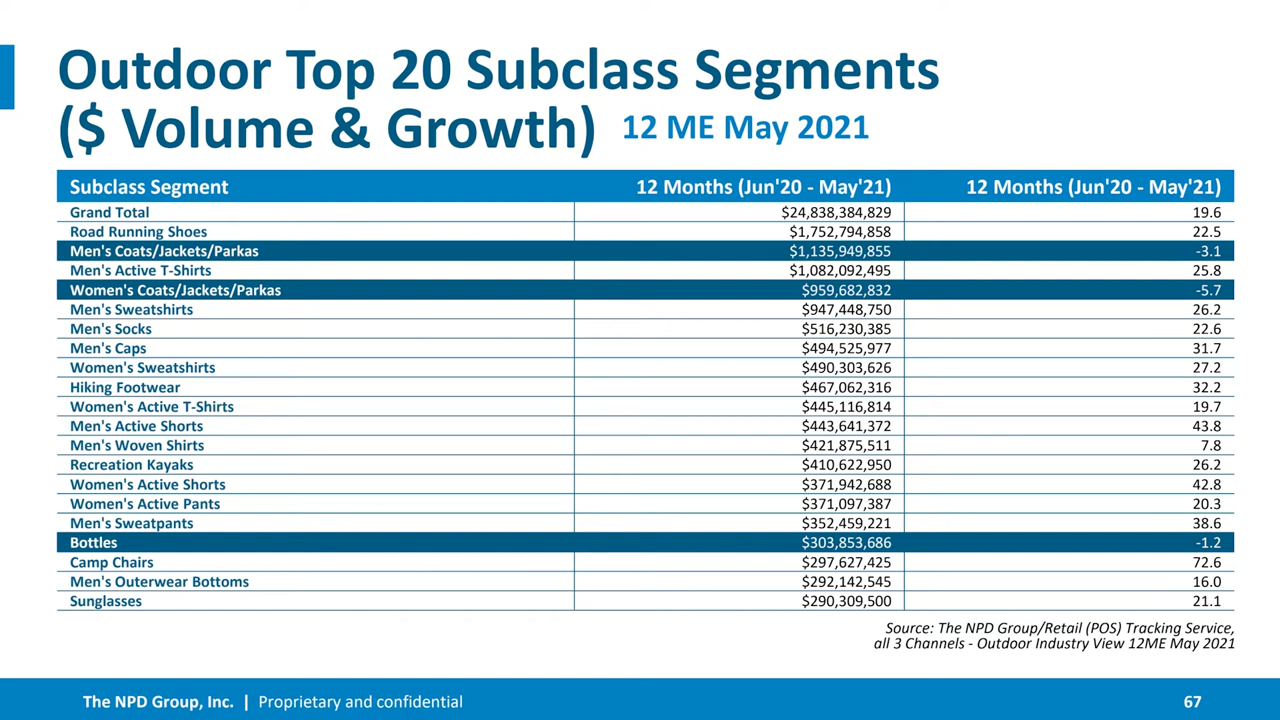 Outdoor Top 20 Subclass Segments
($ Volume & Growth) 12 ME May 2021
Subclass Segment 12 Months (Jun'20 - May'21) 12 Months (Jun'20 - May'21)
Grand Total $24,838,384,829 19.6
Road Running Shoes $1,752,794,858 22.5
Men's Coats/Jackets/Parkas $1,135,949,855 -3.1
Men's Active T-Shirts $1,082,092,495 25.8
Women's Coats/Jackets/Parkas $959,682,832 -5.7
Men's Sweatshirts $947,448,750 26.2
Men's Socks $516,230,385 22.6
Men's Caps $494,525,977 31.7
Women's Sweatshirts $490,303,626 27.2
Hiking Footwear $467,062,316 32.2
Women's Active T-Shirts $445,116,814 19.7
Men's Active Shorts $443,641,372 43.8
Men's Woven Shirts $421,875,511 7.8
Recreation Kayaks $410,622,950 26.2
Women's Active Shorts $371,942,688 42.8
Women's Active Pants $371,097,387 20.3
Men's Sweatpants $352,459,221 38.6
Bottles $303,853,686 -1.2
Camp Chairs $297,627,425 72.6
Men's Outerwear Bottoms $292,142,545 16.0
Sunglasses $290,309,500 21.1
Source: The NPD Group/Retail (POS) Tracking Service,
all 3 Channels - Outdoor Industry View 12ME May 2021
The NPD Group, Inc. | Proprietary and confidential 67